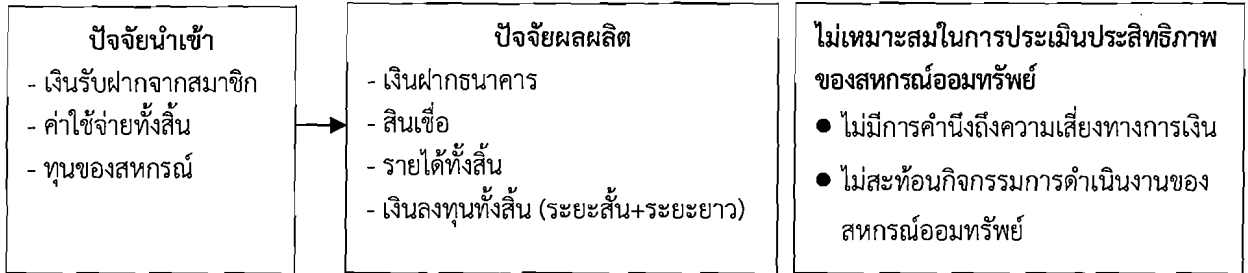 ปัจจัยนำเข้า
- เงินรับฝากจากสมาชิก
- ค่าใช้จ่ายทั้งสิ้น
- ทุนของสหกรณ์
ปัจจัยผลผลิต
- เงินฝากธนาคาร
- สินเชื่อ
- รายได้ทั้งสิ้น
- เงินลงทุนทั้งสิ้น (ระยะสั้น+ระยะยาว)
ไม่เหมาะสมในการประเมินประสิทธิภาพ
ของสหกรณ์ออมทรัพย์
● ไม่มีการคำนึงถึงความเสี่ยงทางการเงิน
● ไม่สะท้อนกิจกรรมการดำเนินงานของ
สหกรณ์ออมทรัพย์